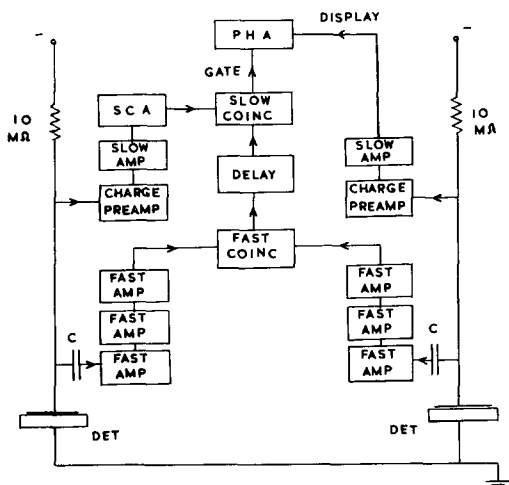 DISPLAY
PHA
GATE
10
MΩ
SCA
SLOW
COINC
10
MΩ
SLOW
AMP
SLOW
AMP
CHARGE
PREAMP
DELAY
CHARGE
PREAMP
FAST
COINC
FAST
AMP
FAST
AMP
FAST
AMP
FAST
AMP
C
FAST
AMP
FAST
AMP
C
DET
DET